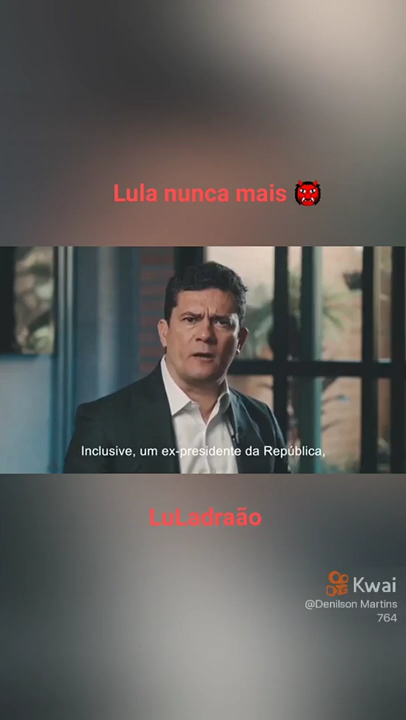 Lula nunca mais 👹
Inclusive, um ex-presidente da República,
LuLadraão
Kwai
@Denilson Martins
764